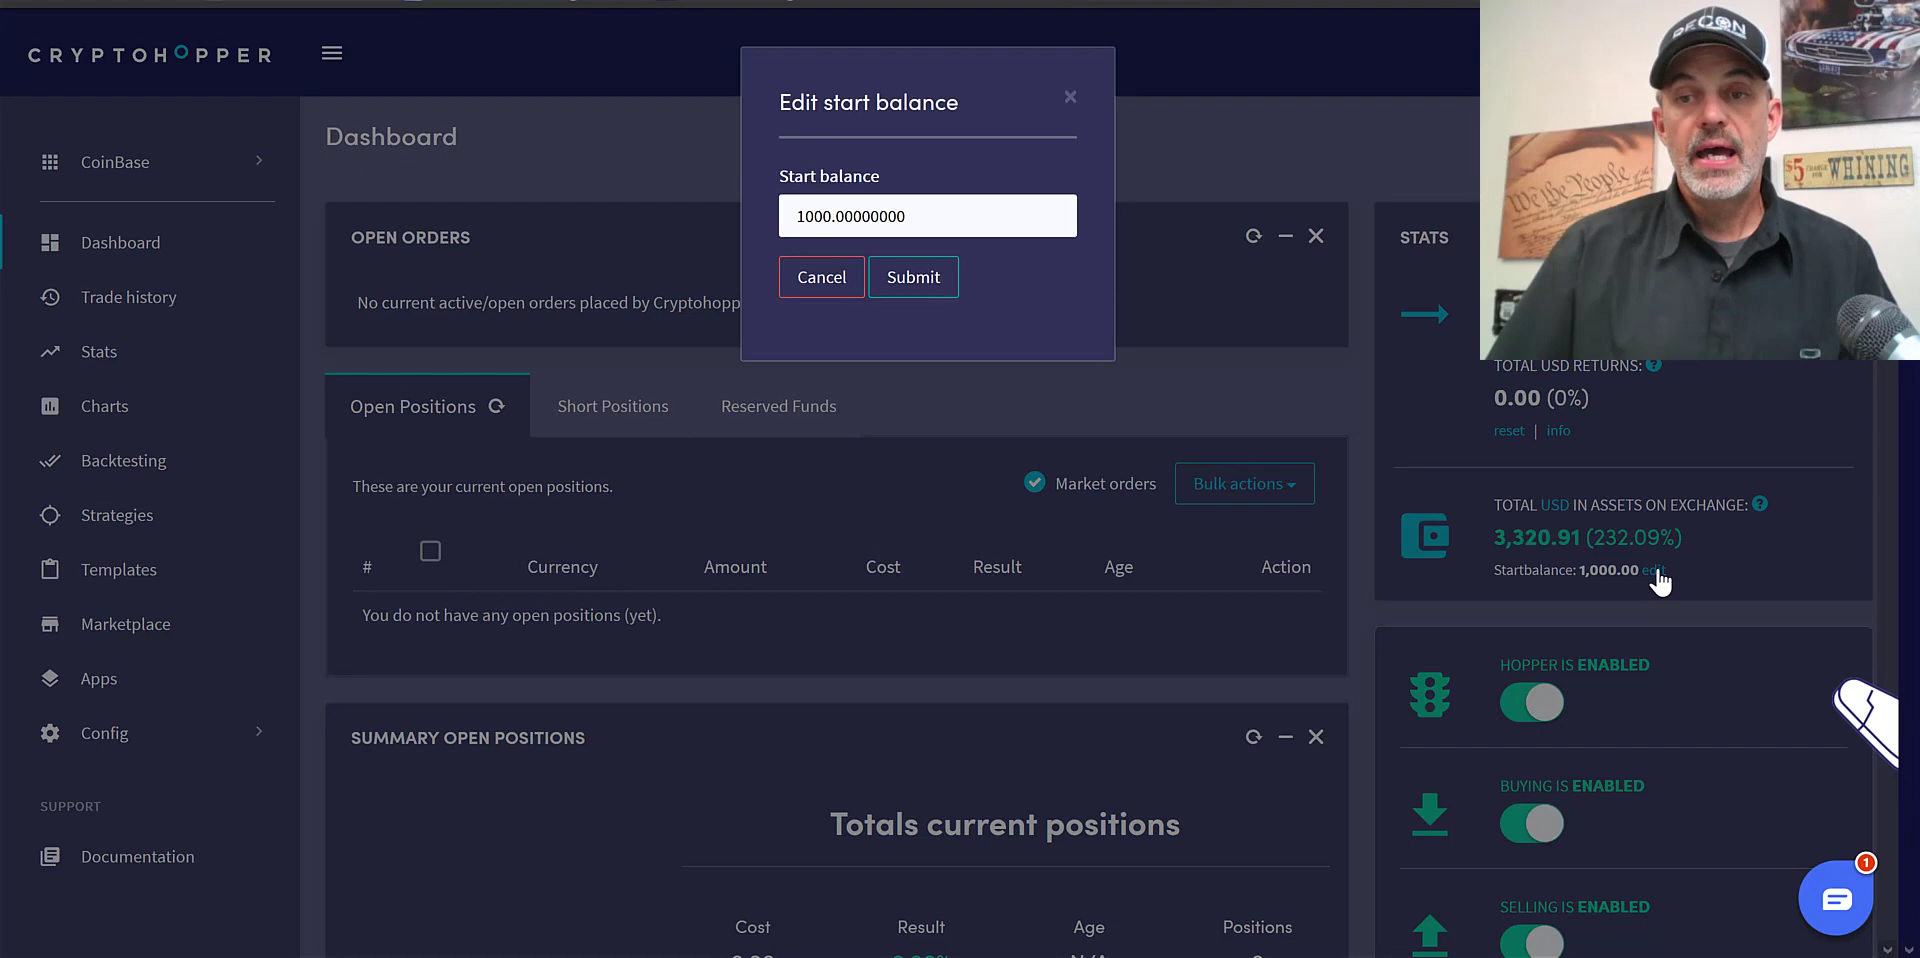 CRYPTOHOPPER
Edit start balance
×
Start balance
1000.00000000
Cancel
Submit
CoinBase
Dashboard
Trade history
Stats
Charts
Backtesting
Strategies
Templates
Marketplace
Apps
Config
SUPPORT
Documentation
Dashboard
OPEN ORDERS
No current active/open orders placed by Cryptohopp
Open Positions
Short Positions
Reserved Funds
These are your current open positions.
Market orders
Bulk actions
# Currency Amount Cost Result Age Action
You do not have any open positions (yet).
SUMMARY OPEN POSITIONS
Totals current positions
Cost Result Age Positions
STATS
TOTAL USD RETURNS: ?
0.00 (0%)
reset | info
TOTAL USD IN ASSETS ON EXCHANGE: ?
3,320.91 (232.09%)
Startbalance: 1,000.00 edit
HOPPER IS ENABLED
BUYING IS ENABLED
SELLING IS ENABLED
1
RECON
We the People
$5
WHINING